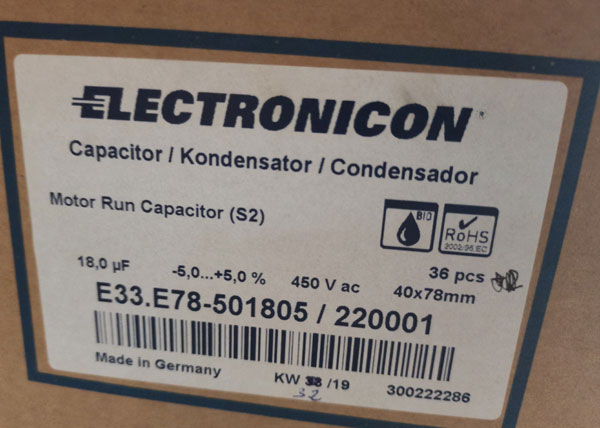 ELECTRONICON
Capacitor / Kondensator / Condensador
Motor Run Capacitor (S2)
BIO
RoHS
2002/95/EC
18,0 µF -5,0...+5,0 % 450 V ac 36 pcs
40x78mm
E33.E78-501805 / 220001
Made in Germany KW /19 300222286
32